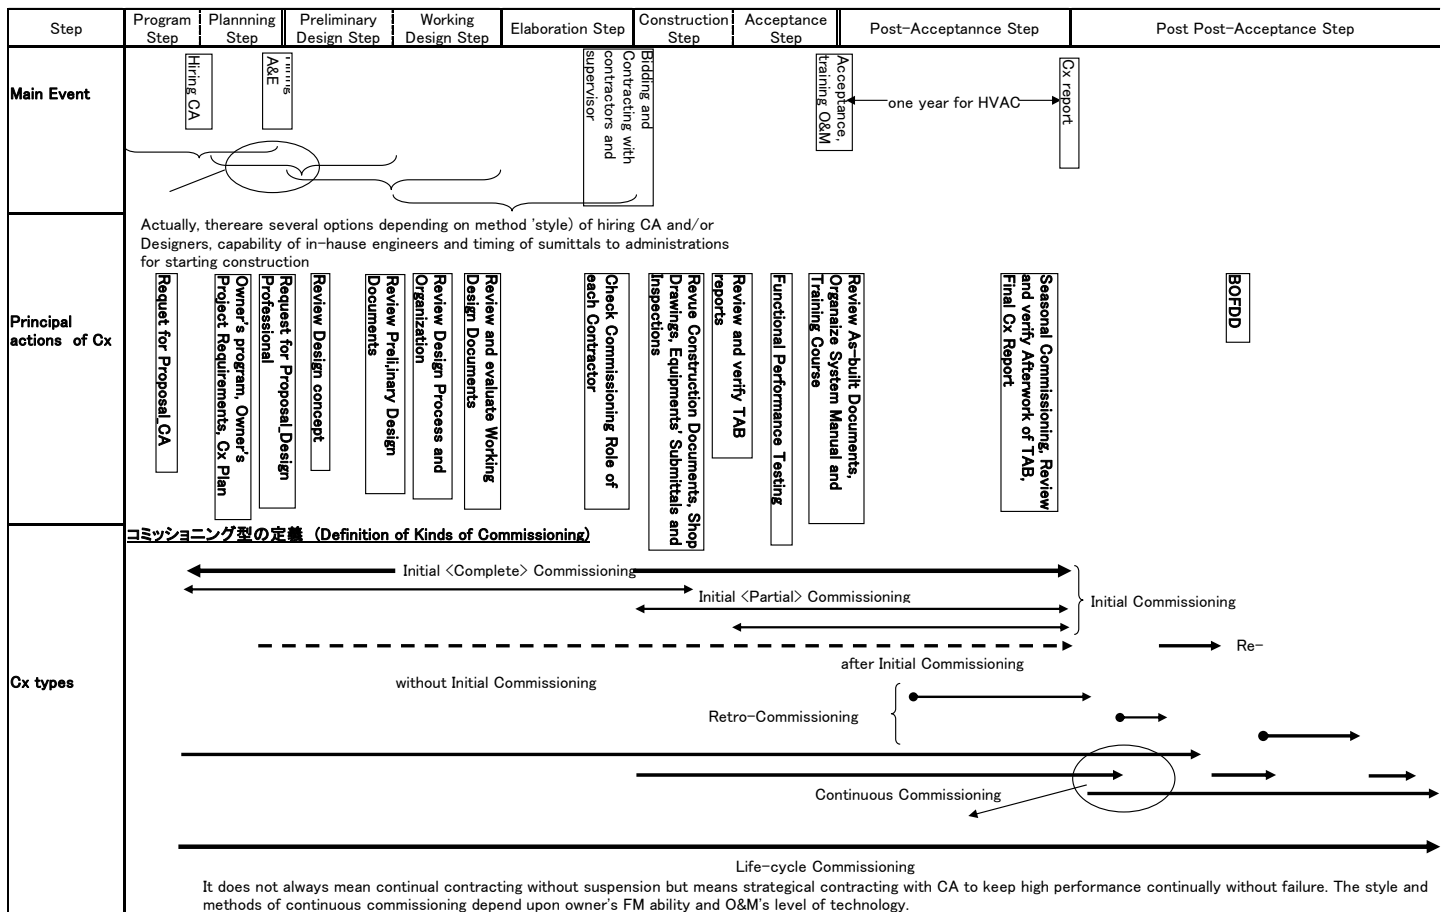 Step
Program
Step
Plannning
Step
Preliminary
Design Step
Working
Design Step
Elaboration Step
Construction
Step
Acceptance
Step
Post-Acceptannce Step
Post Post-Acceptance Step
Main Event
Hiring CA
A&E
Bidding and
Contracting with
contractors and
supervisor
Acceptance,
training O&M
one year for HVAC
Cx report
Actually, thereare several options depending on method 'style) of hiring CA and/or
Designers, capability of in-hause engineers and timing of sumittals to administrations
for starting construction
Principal
actions of Cx
Requet for Proposal_CA
Owner's program, Owner's
Project Requirements, Cx Plan
Request for Proposal_Design
Professional
Review Design concept
Review Preli,inary Design
Documents
Review Design Process and
Organization
Review and evaluate Working
Design Documents
Check Commissioning Role of
each Contractor
Revue Construction Documents, Shop
Drawings, Equipments' Submittals and
Inspections
Review and verify TAB
reports
Functional Performance Testing
Review As-built Documents,
Organaize System Manual and
Training Course
Seasonal Commissioning, Review
and verify Afterwork of TAB,
Final Cx Report
BOFDD
コミッショニング型の定義 (Definition of Kinds of Commissioning)
Cx types
Initial <Complete> Commissioning
Initial <Partial> Commissioning
Initial Commissioning
Re-
after Initial Commissioning
without Initial Commissioning
Retro-Commissioning
Continuous Commissioning
Life-cycle Commissioning
It does not always mean continual contracting without suspension but means strategical contracting with CA to keep high performance continually without failure. The style and
methods of continuous commissioning depend upon owner's FM ability and O&M's level of technology.